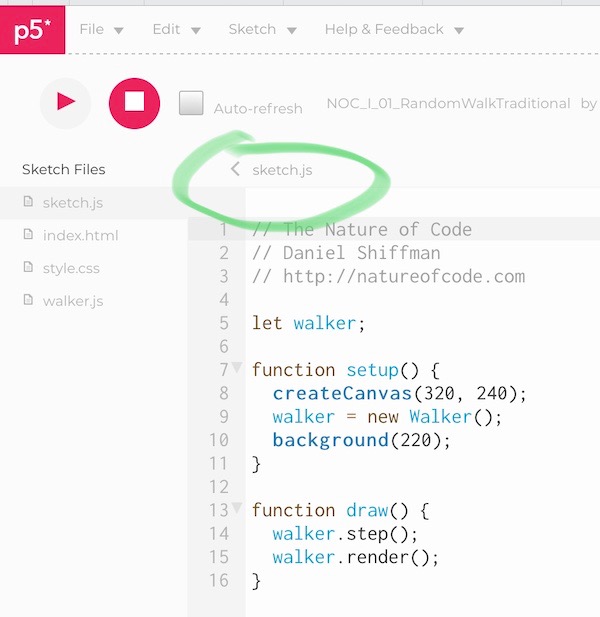 p5* File Edit Sketch Help & Feedback
Auto-refresh NOC_I_01_RandomWalkTraditional by
Sketch Files
sketch.js
index.html
style.css
walker.js
< sketch.js
1 // The Nature of Code
2 // Daniel Shiffman
3 // http://natureofcode.com
4
5 let walker;
6
7 function setup() {
8 createCanvas(320, 240);
9 walker = new Walker();
10 background(220);
11 }
12
13 function draw() {
14 walker.step();
15 walker.render();
16 }